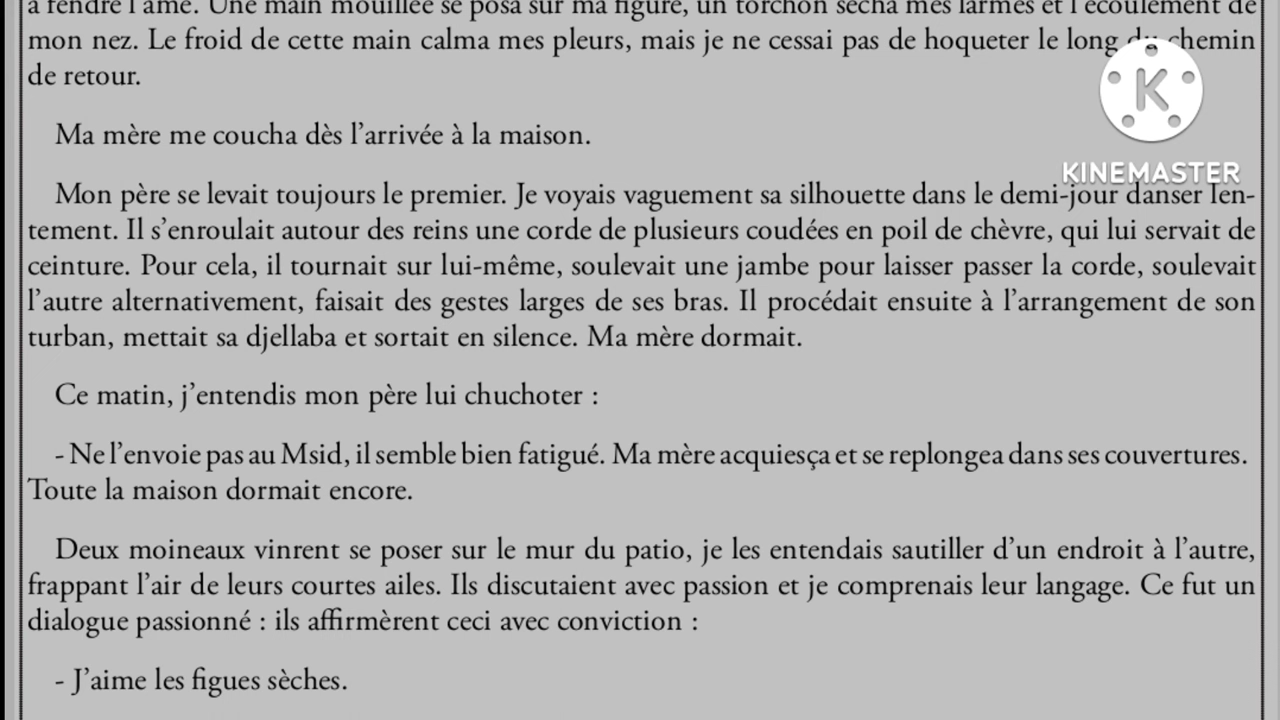 à fendre l'âme. Une main mouillée se posa sur ma figure, un torchon sécha mes larmes et l'écoulement de
mon nez. Le froid de cette main calma mes pleurs, mais je ne cessai pas de hoqueter le long du chemin
de retour.
Ma mère me coucha dès l'arrivée à la maison.
KINEMASTER
Mon père se levait toujours le premier. Je voyais vaguement sa silhouette dans le demi-jour danser len-
tement. Il s'enroulait autour des reins une corde de plusieurs coudées en poil de chèvre, qui lui servait de
ceinture. Pour cela, il tournait sur lui-même, soulevait une jambe pour laisser passer la corde, soulevait
l'autre alternativement, faisait des gestes larges de ses bras. Il procédait ensuite à l'arrangement de son
turban, mettait sa djellaba et sortait en silence. Ma mère dormait.
Ce matin, j'entendis mon père lui chuchoter :
- Ne l'envoie pas au Msid, il semble bien fatigué. Ma mère acquiesça et se replongea dans ses couvertures.
Toute la maison dormait encore.
Deux moineaux vinrent se poser sur le mur du patio, je les entendais sautiller d'un endroit à l'autre,
frappant l'air de leurs courtes ailes. Ils discutaient avec passion et je comprenais leur langage. Ce fut un
dialogue passionné : ils affirmèrent ceci avec conviction :
- J'aime les figues sèches.